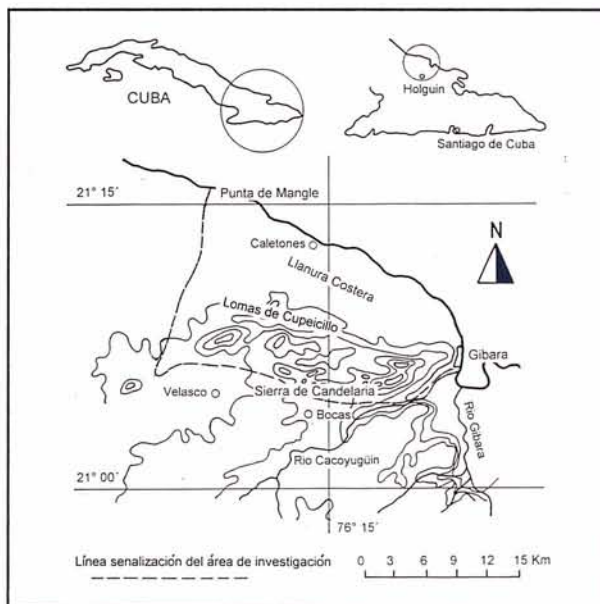 CUBA
Holguin
Santiago de Cuba
21° 15´
Punta de Mangle
Caletones
Llanura Costera
N
Lomas de Cupeicillo
Gibara
Velasco
Sierra de Candelaria
Bocas
Rio Gibara
Rio Cacoyugüin
21° 00´
76° 15´
Línea senalización del área de investigación
0 3 6 9 12 15 Km